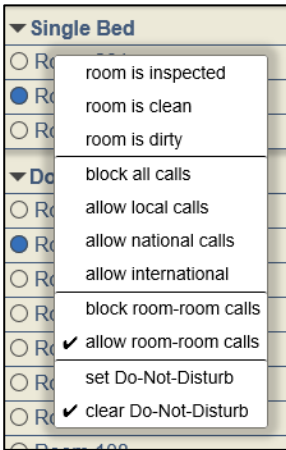 Single Bed
room is inspected
room is clean
room is dirty
block all calls
allow local calls
allow national calls
allow international
block room-room calls
✔ allow room-room calls
set Do-Not-Disturb
✔ clear Do-Not-Disturb